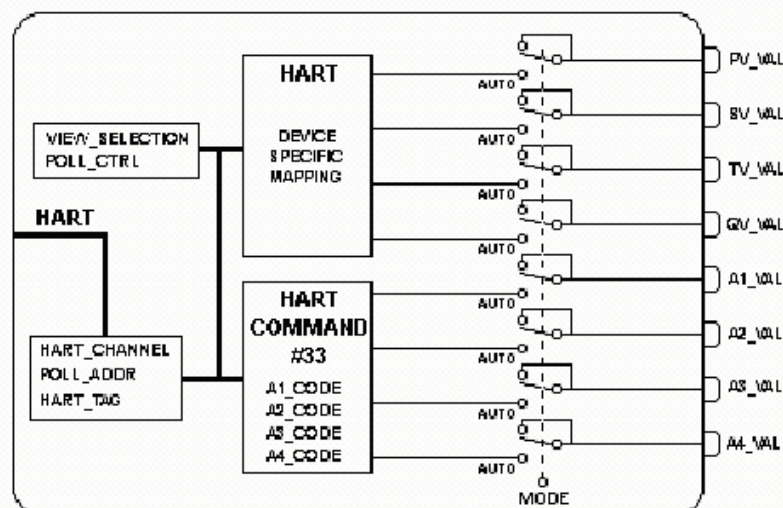 HART
DEVICE
SPECIFIC
MAPPING
VIEW_SELECTION
POLL_CTRL
HART
HART_CHANNEL
POLL_ADDR
HART_TAG
HART
COMMAND
#33
A1_CODE
A2_CODE
A3_CODE
A4_CODE
AUTO
AUTO
AUTO
AUTO
AUTO
AUTO
AUTO
AUTO
MODE
PV_VAL
SV_VAL
TV_VAL
QV_VAL
A1_VAL
A2_VAL
A3_VAL
A4_VAL